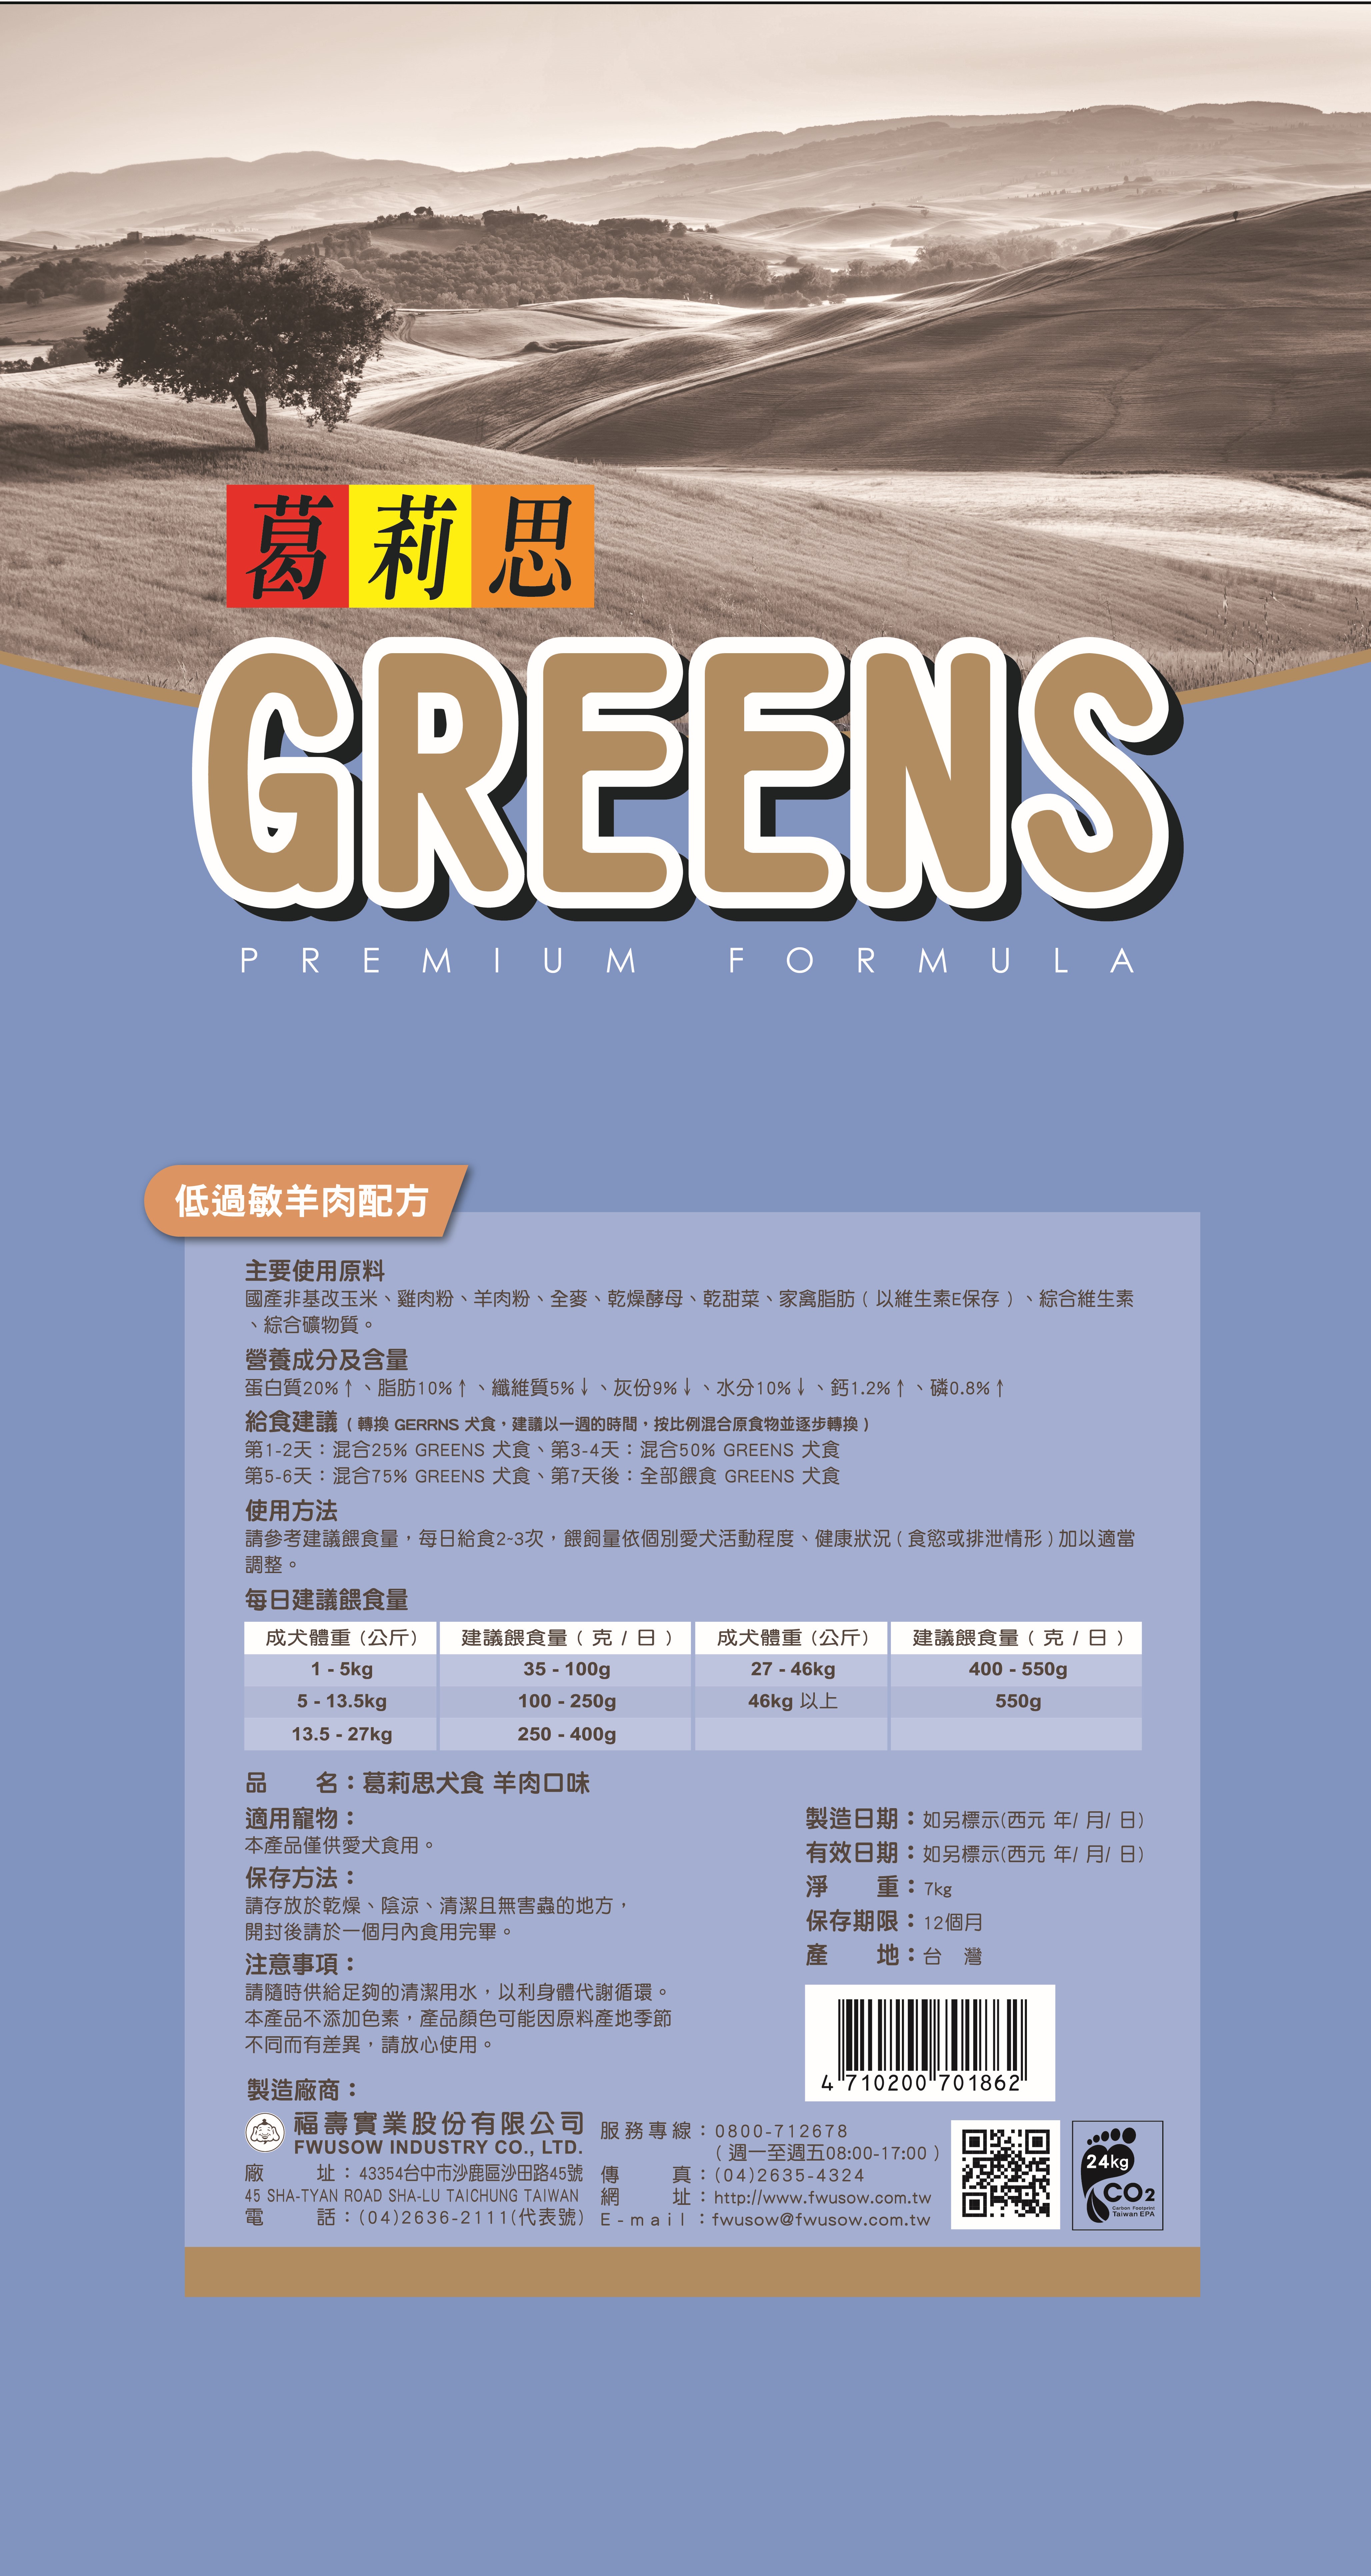 葛莉思
GREENS
PREMIUM FORMULA
低過敏羊肉配方
主要使用原料
國產非基改玉米、雞肉粉、羊肉粉、全麥、乾燥酵母、乾甜菜、家禽脂肪(以維生素E保存)、綜合維生素
、綜合礦物質。
營養成分及含量
蛋白質20%↑、脂肪10%↑、纖維質5%↓、灰份9%↓、水分10%↓、鈣1.2%↑、磷0.8%↑
給食建議(轉換 GERRNS 犬食，建議以一週的時間，按比例混合原食物並逐步轉換)
第1-2天：混合25% GREENS 犬食、第3-4天：混合50% GREENS 犬食
第5-6天：混合75% GREENS 犬食、第7天後：全部餵食 GREENS 犬食
使用方法
請參考建議餵食量，每日給食2~3次，餵飼量依個別愛犬活動程度、健康狀況(食慾或排泄情形)加以適當
調整。
每日建議餵食量
成犬體重(公斤) 建議餵食量(克/日) 成犬體重(公斤) 建議餵食量(克/日)
1 - 5kg 35 - 100g 27 - 46kg 400 - 550g
5 - 13.5kg 100 - 250g 46kg 以上 550g
13.5 - 27kg 250 - 400g
品名：葛莉思犬食 羊肉口味
適用寵物：
本產品僅供愛犬食用。
保存方法：
請存放於乾燥、陰涼、清潔且無害蟲的地方，
開封後請於一個月內食用完畢。
注意事項：
請隨時供給足夠的清潔用水，以利身體代謝循環。
本產品不添加色素，產品顏色可能因原料產地季節
不同而有差異，請放心使用。
製造日期：如另標示(西元 年/ 月/ 日)
有效日期：如另標示(西元 年/ 月/ 日)
淨重：7kg
保存期限：12個月
產地：台 灣
4 710200 701862
製造廠商：
福壽實業股份有限公司
FWUSOW INDUSTRY CO., LTD.
廠址：43354台中市沙鹿區沙田路45號
45 SHA-TYAN ROAD SHA-LU TAICHUNG TAIWAN
電話：(04)2636-2111(代表號)
服務專線：0800-712678
(週一至週五08:00-17:00)
傳真：(04)2635-4324
網址：http://www.fwusow.com.tw
E-mail：fwusow@fwusow.com.tw
24kg
CO2
Carbon Footprint
Taiwan EPA